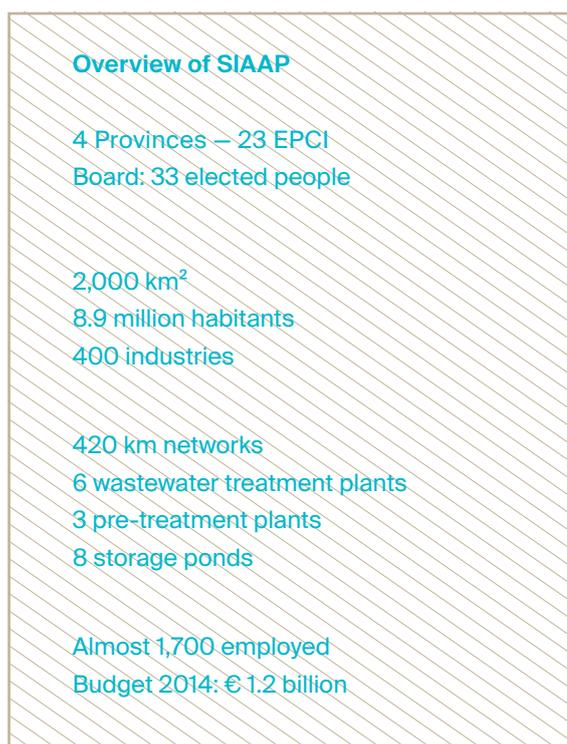 Overview of SIAAP
4 Provinces – 23 EPCI
Board: 33 elected people
2,000 km²
8.9 million habitants
400 industries
420 km networks
6 wastewater treatment plants
3 pre-treatment plants
8 storage ponds
Almost 1,700 employed
Budget 2014: € 1.2 billion